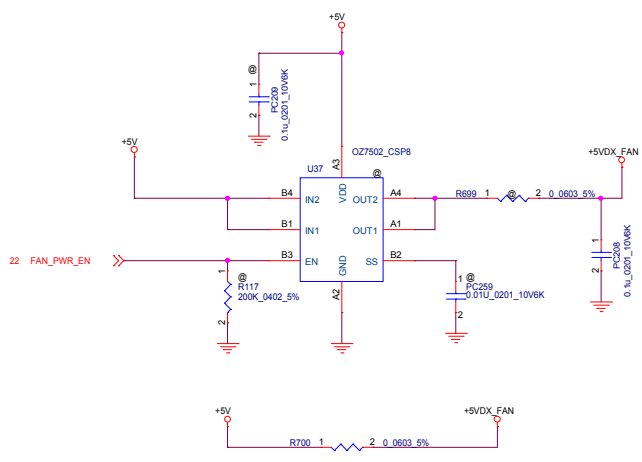 +5V
@
1
PC209
2
0.1u_0201_10V6K
+5V
OZ7502_CSP8
+5VDX_FAN
U37
A3
@
B4 IN2 VDD OUT2 A4 R699 1 @ 2 0_0603_5%
B1 IN1 OUT1 A1
22 FAN_PWR_EN B3 EN SS B2
GND
A2
1
PC208
2
0.1u_0201_10V6K
1 @
R117
200K_0402_5%
2
1 @
PC259
0.01U_0201_10V6K
2
+5V +5VDX_FAN
R700 1 2 0_0603_5%